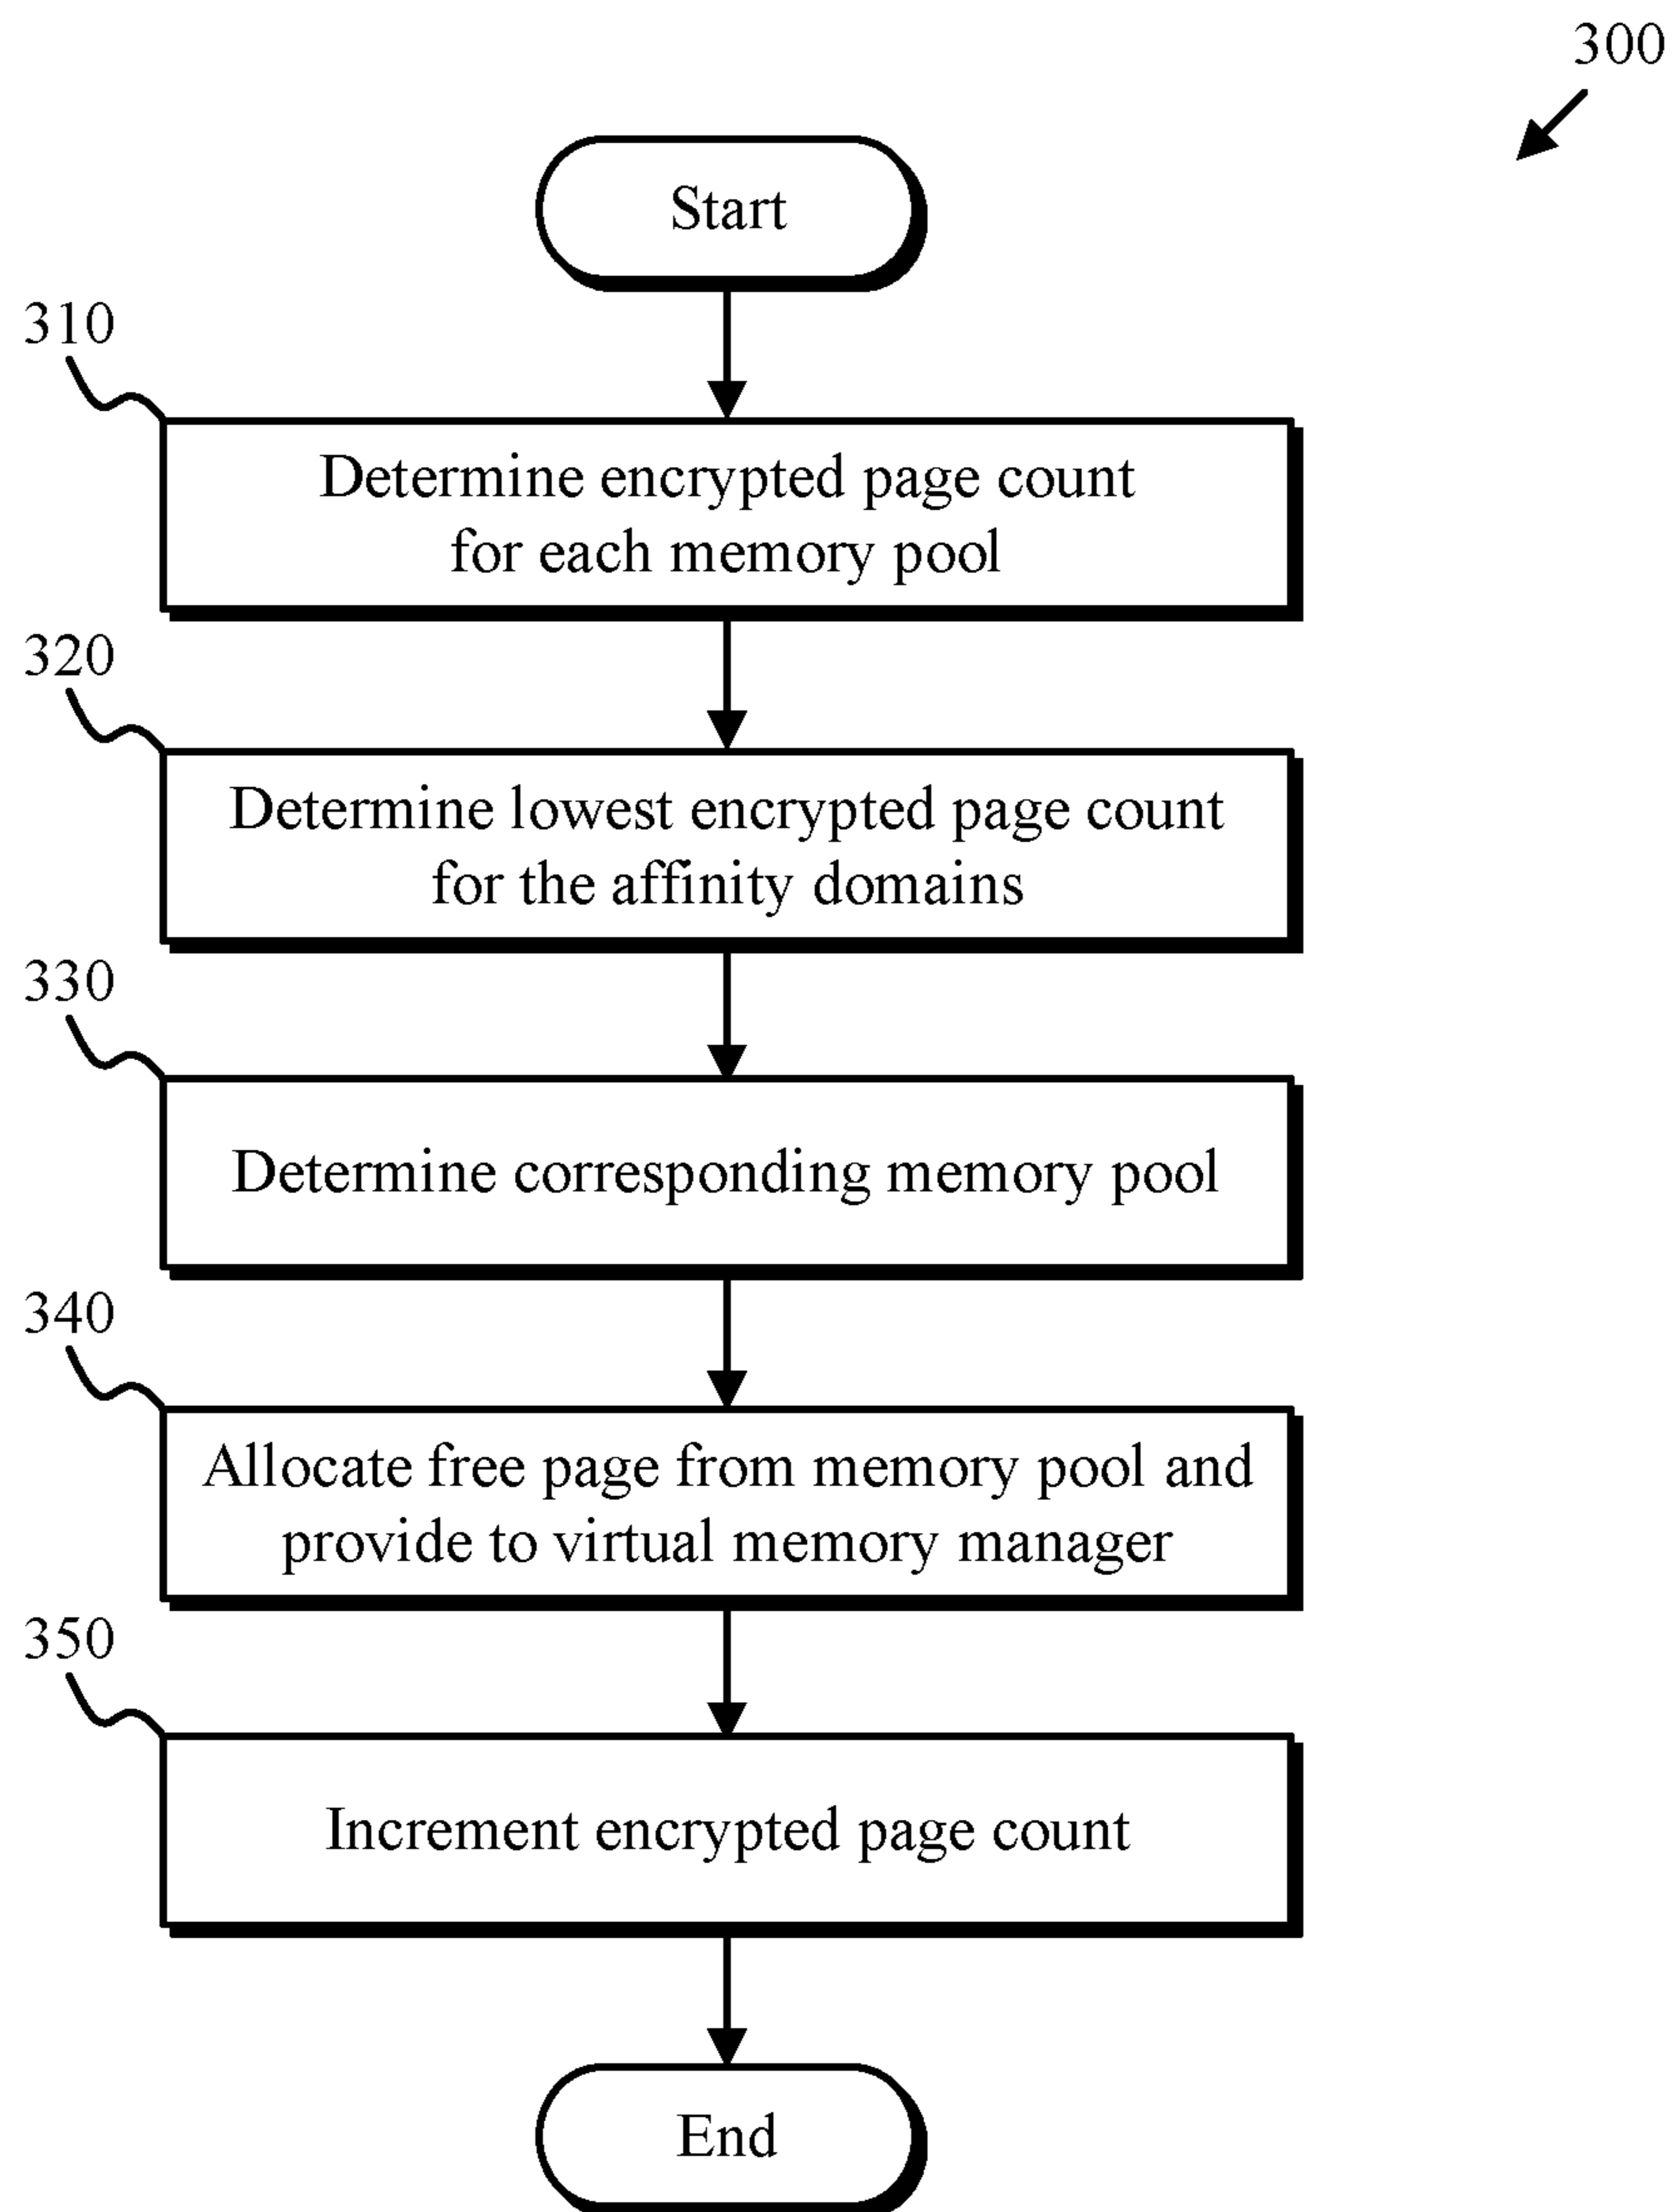 300
Start
310
Determine encrypted page count
for each memory pool
320
Determine lowest encrypted page count
for the affinity domains
330
Determine corresponding memory pool
340
Allocate free page from memory pool and
provide to virtual memory manager
350
Increment encrypted page count
End